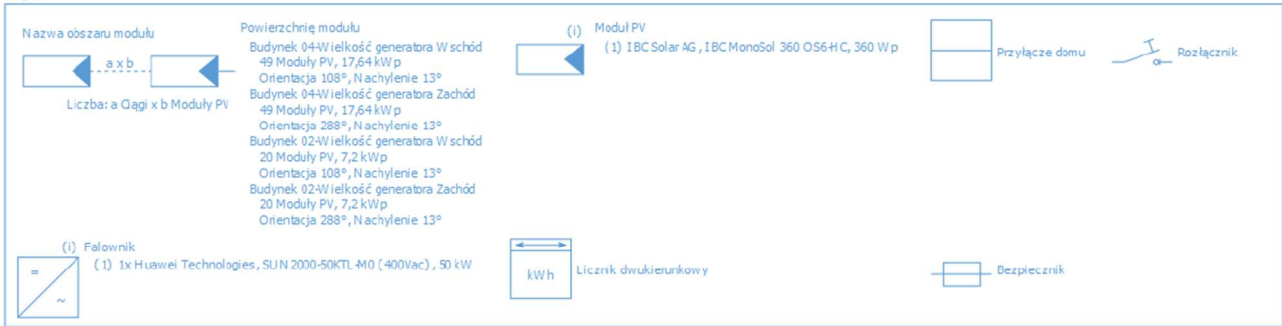 Nazwa obszaru modułu
a x b
Liczba: a Ciągi x b Moduły PV
Powierzchnię modułu
Budynek 04-Wielkość generatora Wschód
49 Moduły PV, 17,64 kWp
Orientacja 108°, Nachylenie 13°
Budynek 04-Wielkość generatora Zachód
49 Moduły PV, 17,64 kWp
Orientacja 288°, Nachylenie 13°
Budynek 02-Wielkość generatora Wschód
20 Moduły PV, 7,2 kWp
Orientacja 108°, Nachylenie 13°
Budynek 02-Wielkość generatora Zachód
20 Moduły PV, 7,2 kWp
Orientacja 288°, Nachylenie 13°
(i) Moduł PV
(1) IBC Solar AG, IBC MonoSol 360 OS6-HC, 360 Wp
Przyłącze domu
Rozłącznik
(i) Falownik
(1) 1x Huawei Technologies, SUN 2000-50KTL-M0 (400Vac), 50 kW
= ~
kWh
Licznik dwukierunkowy
Bezpiecznik